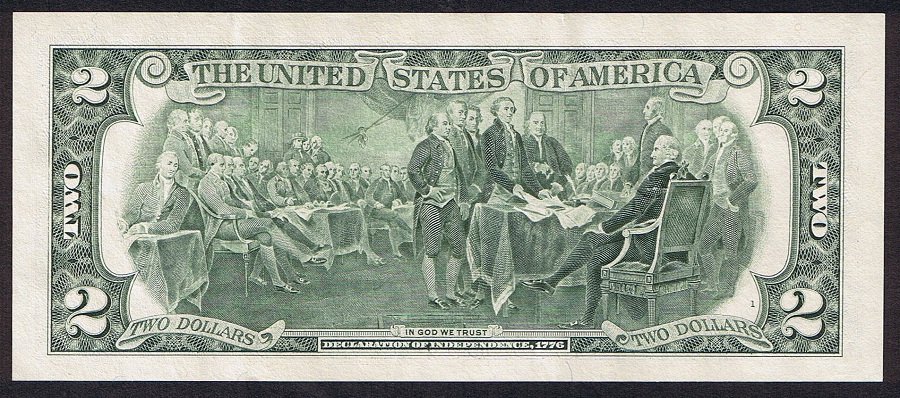 2 THE UNITED STATES OF AMERICA 2
TWO TWO
1
2 TWO DOLLARS IN GOD WE TRUST TWO DOLLARS 2
DECLARATION OF INDEPENDENCE, 1776